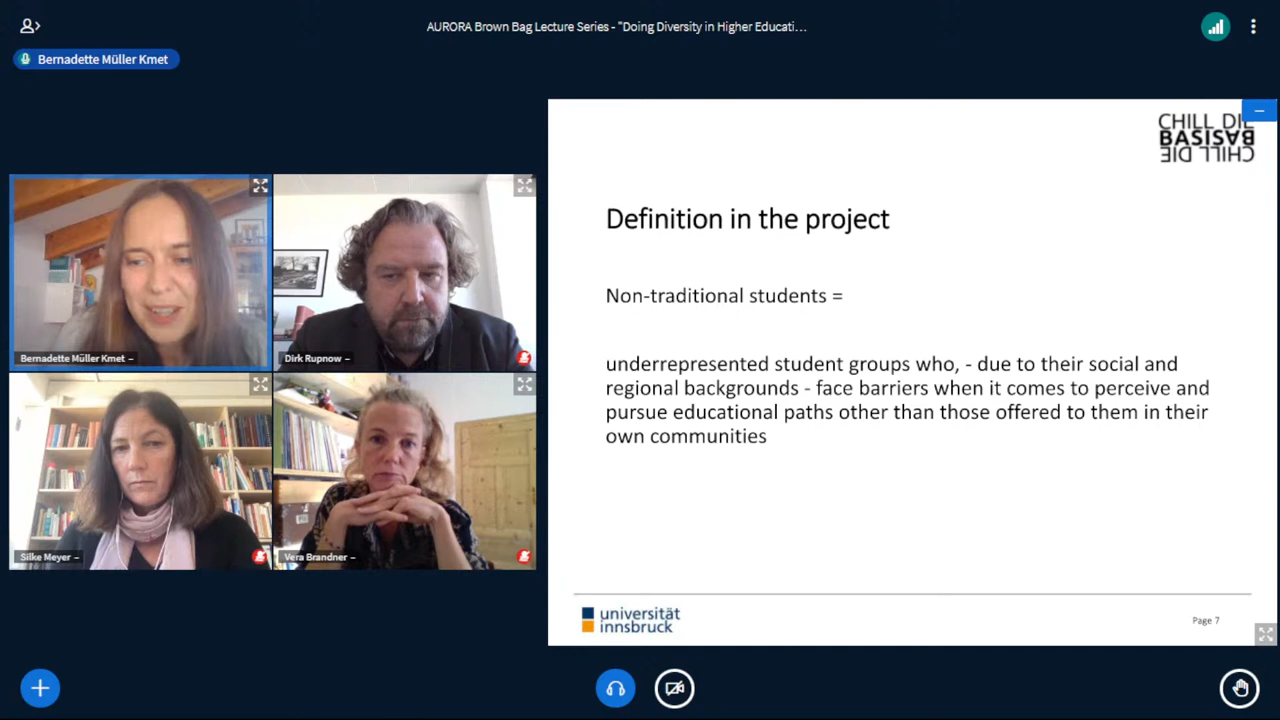 AURORA Brown Bag Lecture Series - "Doing Diversity in Higher Educati...
Bernadette Müller Kmet
CHILL DIE
BASIS
CHILL DIE
Definition in the project
Non-traditional students =
underrepresented student groups who, - due to their social and
regional backgrounds - face barriers when it comes to perceive and
pursue educational paths other than those offered to them in their
own communities
Bernadette Müller Kmet
Dirk Rupnow
Silke Meyer
Vera Brandner
universität
innsbruck
Page 7